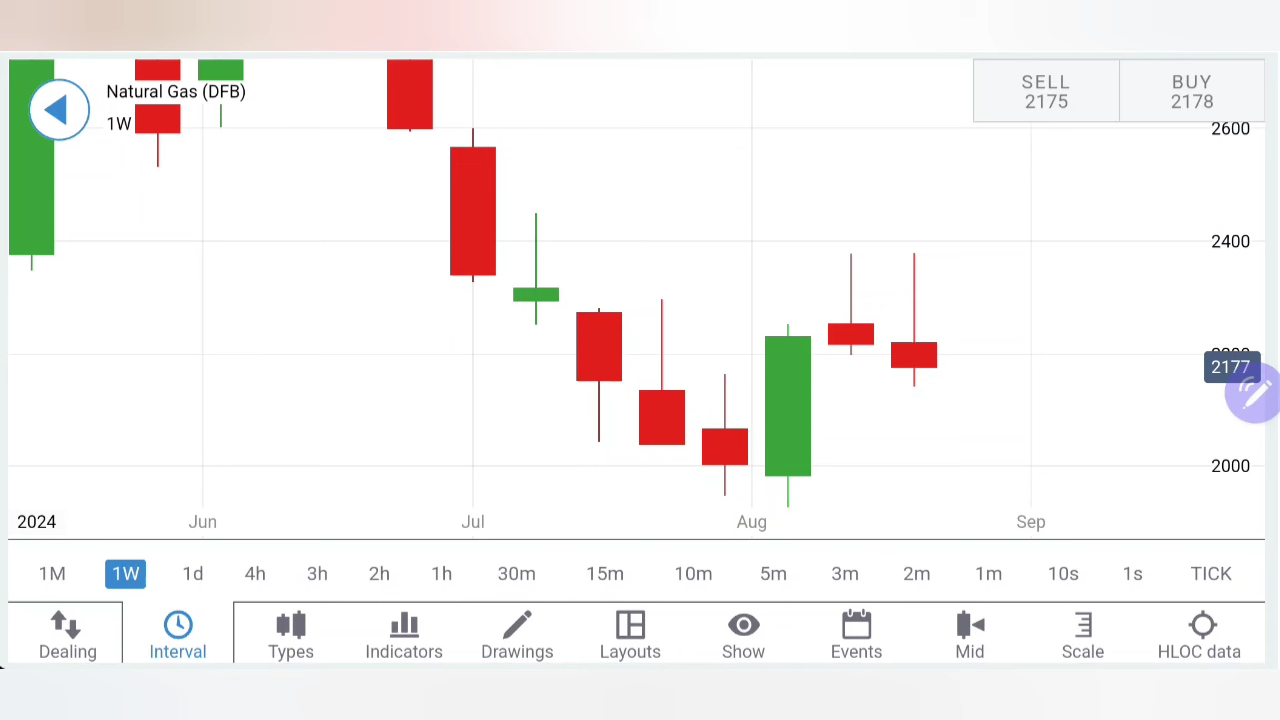 Natural Gas (DFB)
1W
SELL
2175
BUY
2178
2600
2400
2177
2000
2024 Jun Jul Aug Sep
1M 1W 1d 4h 3h 2h 1h 30m 15m 10m 5m 3m 2m 1m 10s 1s TICK
Dealing Interval Types Indicators Drawings Layouts Show Events Mid Scale HLOC data